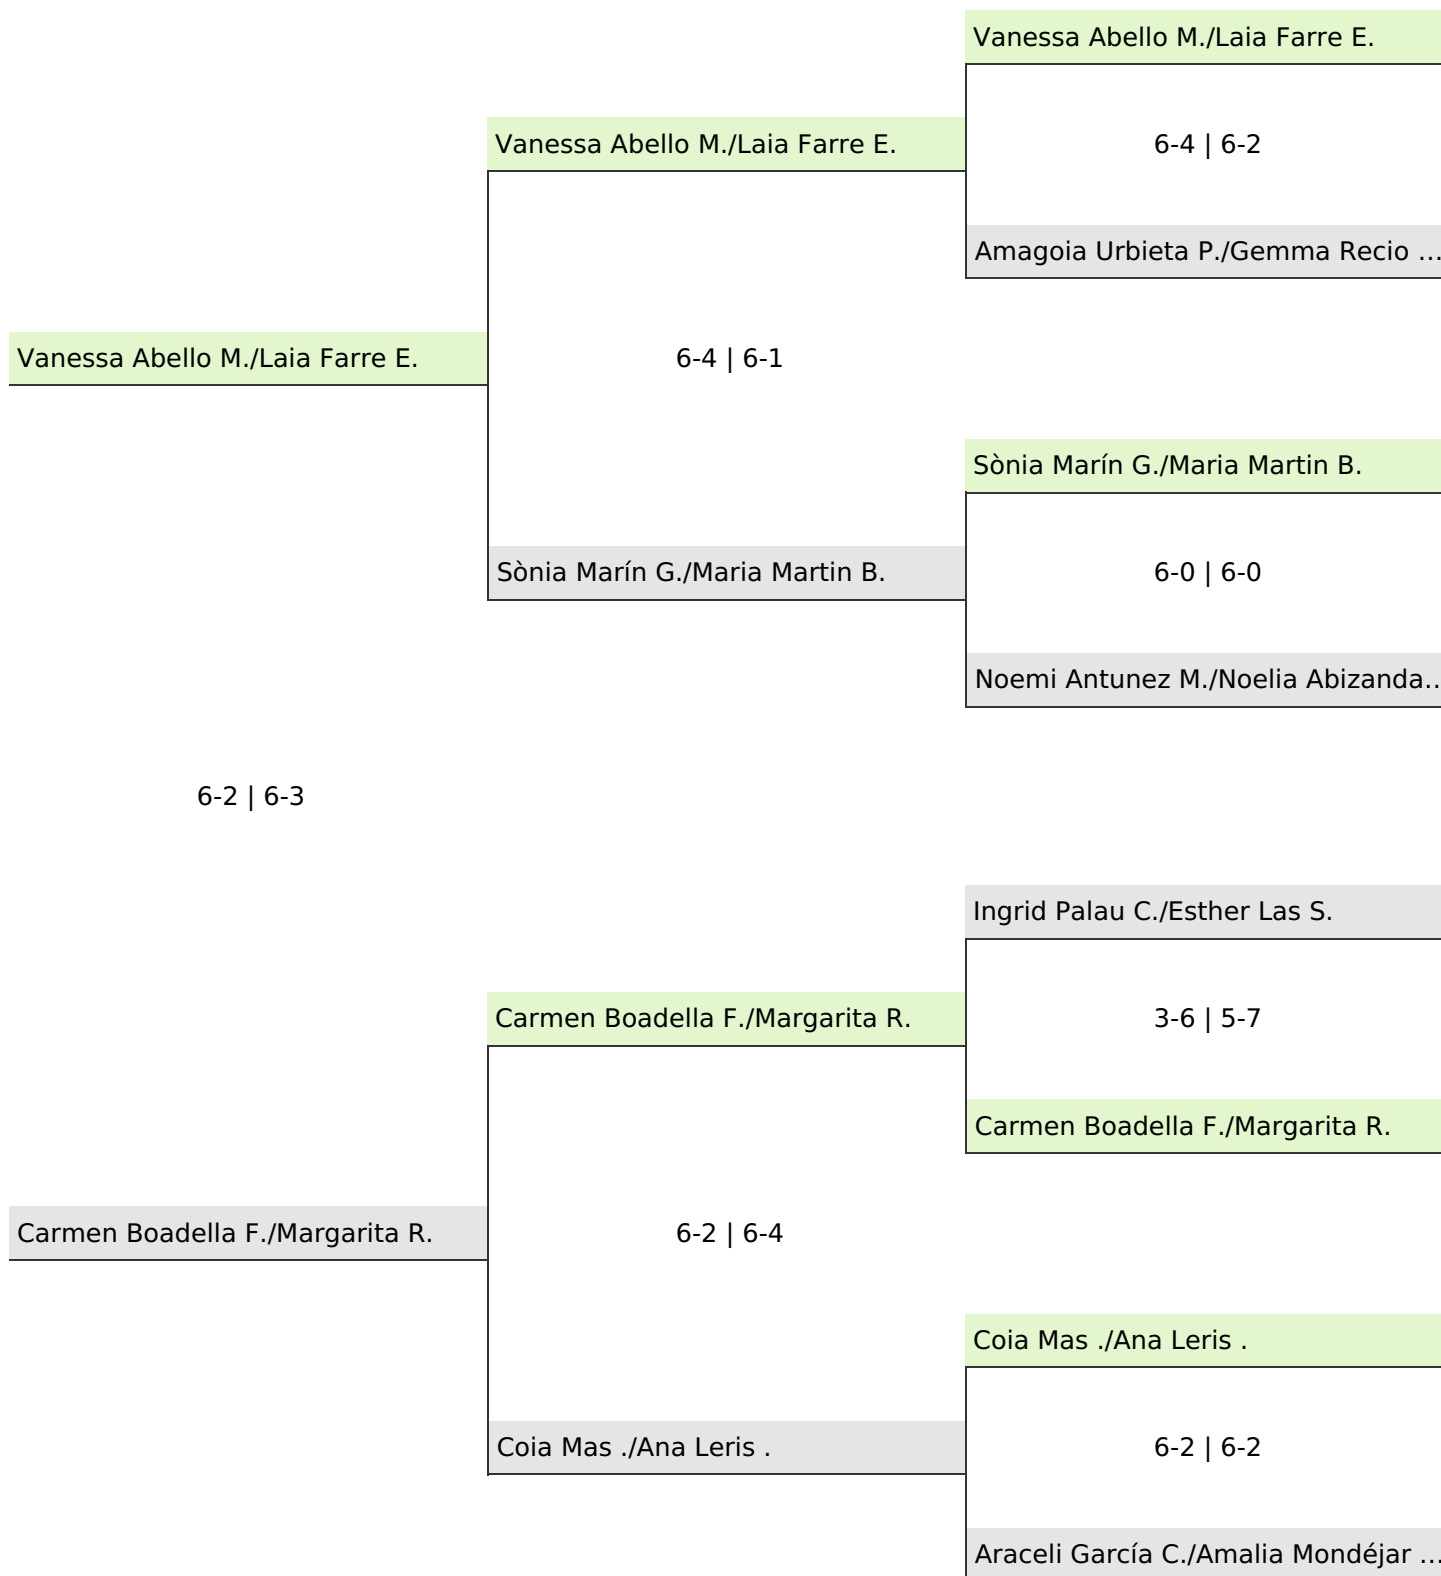 Vanessa Abello M./Laia Farre E.
Vanessa Abello M./Laia Farre E.
6-4 | 6-2
Amagoia Urbieta P./Gemma Recio ...
Vanessa Abello M./Laia Farre E.
6-4 | 6-1
Sònia Marín G./Maria Martin B.
Sònia Marín G./Maria Martin B.
6-0 | 6-0
Noemi Antunez M./Noelia Abizanda...
6-2 | 6-3
Ingrid Palau C./Esther Las S.
Carmen Boadella F./Margarita R.
3-6 | 5-7
Carmen Boadella F./Margarita R.
Carmen Boadella F./Margarita R.
6-2 | 6-4
Coia Mas ./Ana Leris .
Coia Mas ./Ana Leris .
6-2 | 6-2
Araceli García C./Amalia Mondéjar ...